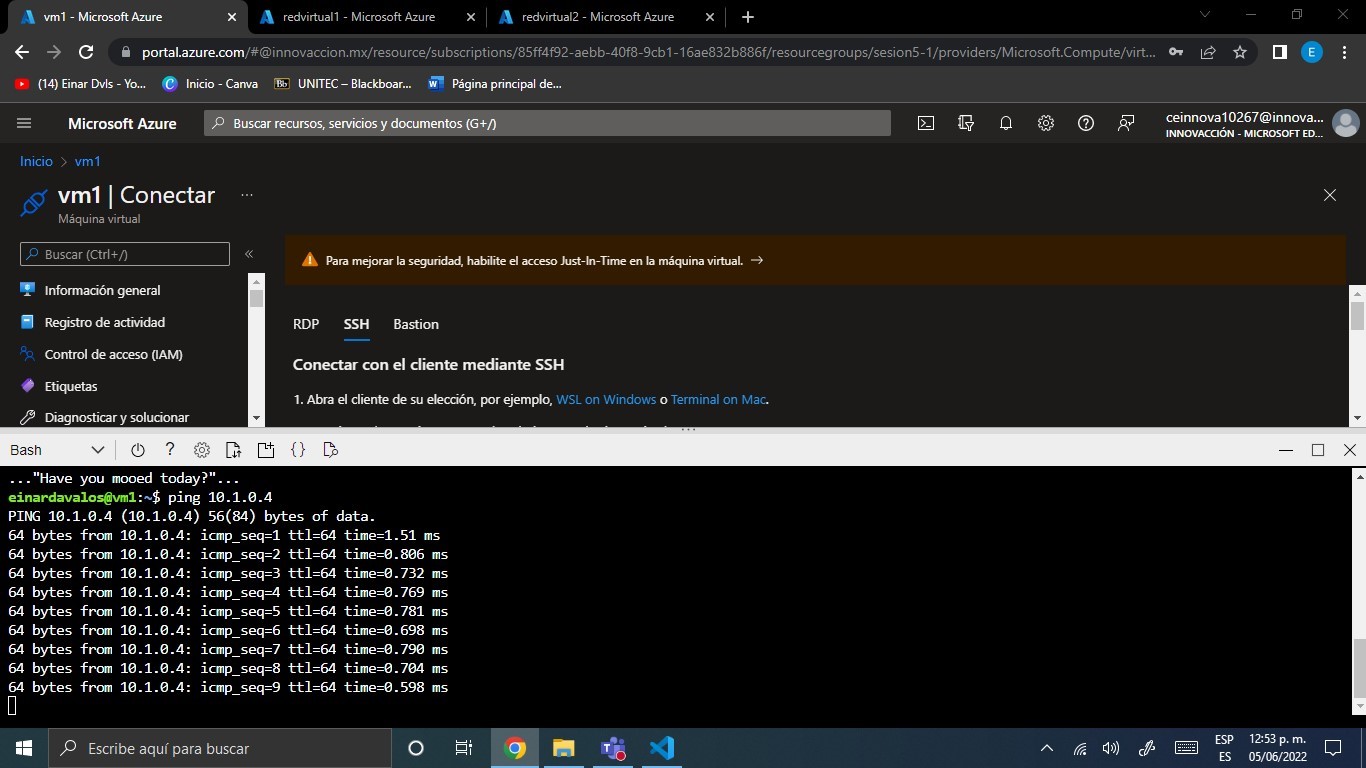 vm1 - Microsoft Azure
redvirtual1 - Microsoft Azure
redvirtual2 - Microsoft Azure
portal.azure.com/#@innovaccion.mx/resource/subscriptions/85ff4f92-aebb-40f8-9cb1-16ae832b886f/resourcegroups/sesion5-1/providers/Microsoft.Compute/virt...
E
(14) Einar Dvls - Yo...
Inicio - Canva
Bb
UNITEC – Blackboar...
Página principal de...
Microsoft Azure
Buscar recursos, servicios y documentos (G+/)
ceinnova10267@innova...
INNOVACCIÓN - MICROSOFT ED...
Inicio > vm1
vm1 | Conectar ...
Máquina virtual
Buscar (Ctrl+/)
«
Para mejorar la seguridad, habilite el acceso Just-In-Time en la máquina virtual. →
Información general
Registro de actividad
Control de acceso (IAM)
Etiquetas
Diagnosticar y solucionar
RDP SSH Bastion
Conectar con el cliente mediante SSH
1. Abra el cliente de su elección, por ejemplo, WSL on Windows o Terminal on Mac.
Bash
..."Have you mooed today?"...
einardavalos@vm1:~$ ping 10.1.0.4
PING 10.1.0.4 (10.1.0.4) 56(84) bytes of data.
64 bytes from 10.1.0.4: icmp_seq=1 ttl=64 time=1.51 ms
64 bytes from 10.1.0.4: icmp_seq=2 ttl=64 time=0.806 ms
64 bytes from 10.1.0.4: icmp_seq=3 ttl=64 time=0.732 ms
64 bytes from 10.1.0.4: icmp_seq=4 ttl=64 time=0.769 ms
64 bytes from 10.1.0.4: icmp_seq=5 ttl=64 time=0.781 ms
64 bytes from 10.1.0.4: icmp_seq=6 ttl=64 time=0.698 ms
64 bytes from 10.1.0.4: icmp_seq=7 ttl=64 time=0.790 ms
64 bytes from 10.1.0.4: icmp_seq=8 ttl=64 time=0.704 ms
64 bytes from 10.1.0.4: icmp_seq=9 ttl=64 time=0.598 ms
Escribe aquí para buscar
ESP
ES
12:53 p. m.
05/06/2022